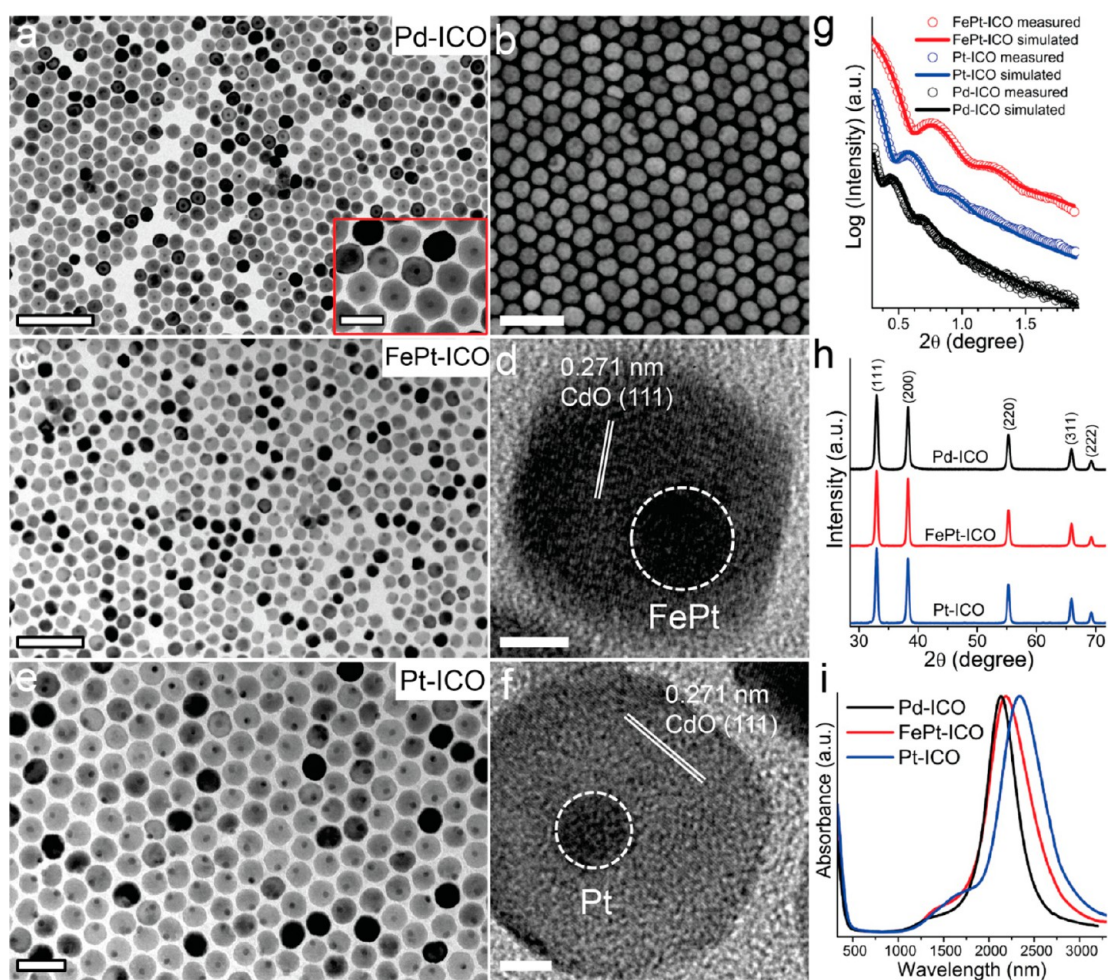 a
Pd-ICO
b
c
FePt-ICO
d
0.271 nm
CdO (111)
FePt
e
Pt-ICO
f
0.271 nm
CdO (111)
Pt
g
FePt-ICO measured
FePt-ICO simulated
Pt-ICO measured
Pt-ICO simulated
Pd-ICO measured
Pd-ICO simulated
Log (Intensity) (a.u.)
0.5 1.0 1.5
2θ (degree)
h
(111) (200) (220) (311) (222)
Pd-ICO
FePt-ICO
Pt-ICO
Intensity (a.u.)
30 40 50 60 70
2θ (degree)
i
Pd-ICO
FePt-ICO
Pt-ICO
Absorbance (a.u.)
500 1000 1500 2000 2500 3000
Wavelength (nm)